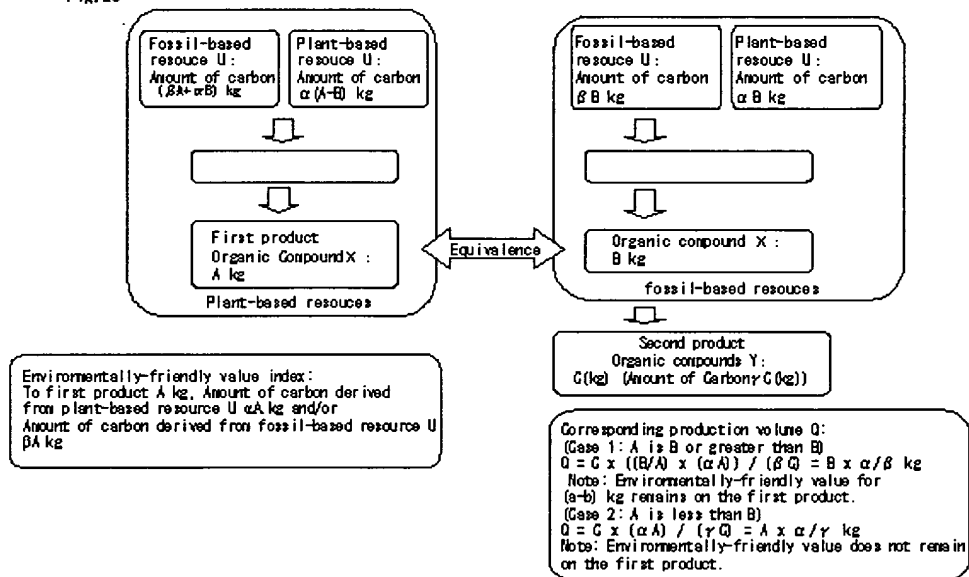 Fossil-based
resouce U:
Amount of carbon
(βA+αB) kg
Plant-based
resouce U:
Amount of carbon
α(A-B) kg
First product
Organic Compound X :
A kg
Plant-based resouces
Equivalence
Fossil-based
resouce U:
Amount of carbon
β B kg
Plant-based
resouce U:
Amount of carbon
α B kg
Organic compound X :
B kg
fossil-based resouces
Second product
Organic compounds Y:
C(kg) (Amount of Carbonγ C(kg))
Environmentally-friendly value index:
To first product A kg, Amount of carbon derived
from plant-based resource U αA kg and/or
Amount of carbon derived from fossil-based resource U
βA kg
Corresponding production volume Q:
(Case 1: A is B or greater than B)
Q = C x ((B/A) x (αA)) / (β C) = B x α/β kg
Note: Environmentally-friendly value for
(a-b) kg remains on the first product.
(Case 2: A is less than B)
Q = C x (αA) / (γ C) = A x α/γ kg
Note: Environmentally-friendly value does not remain
on the first product.